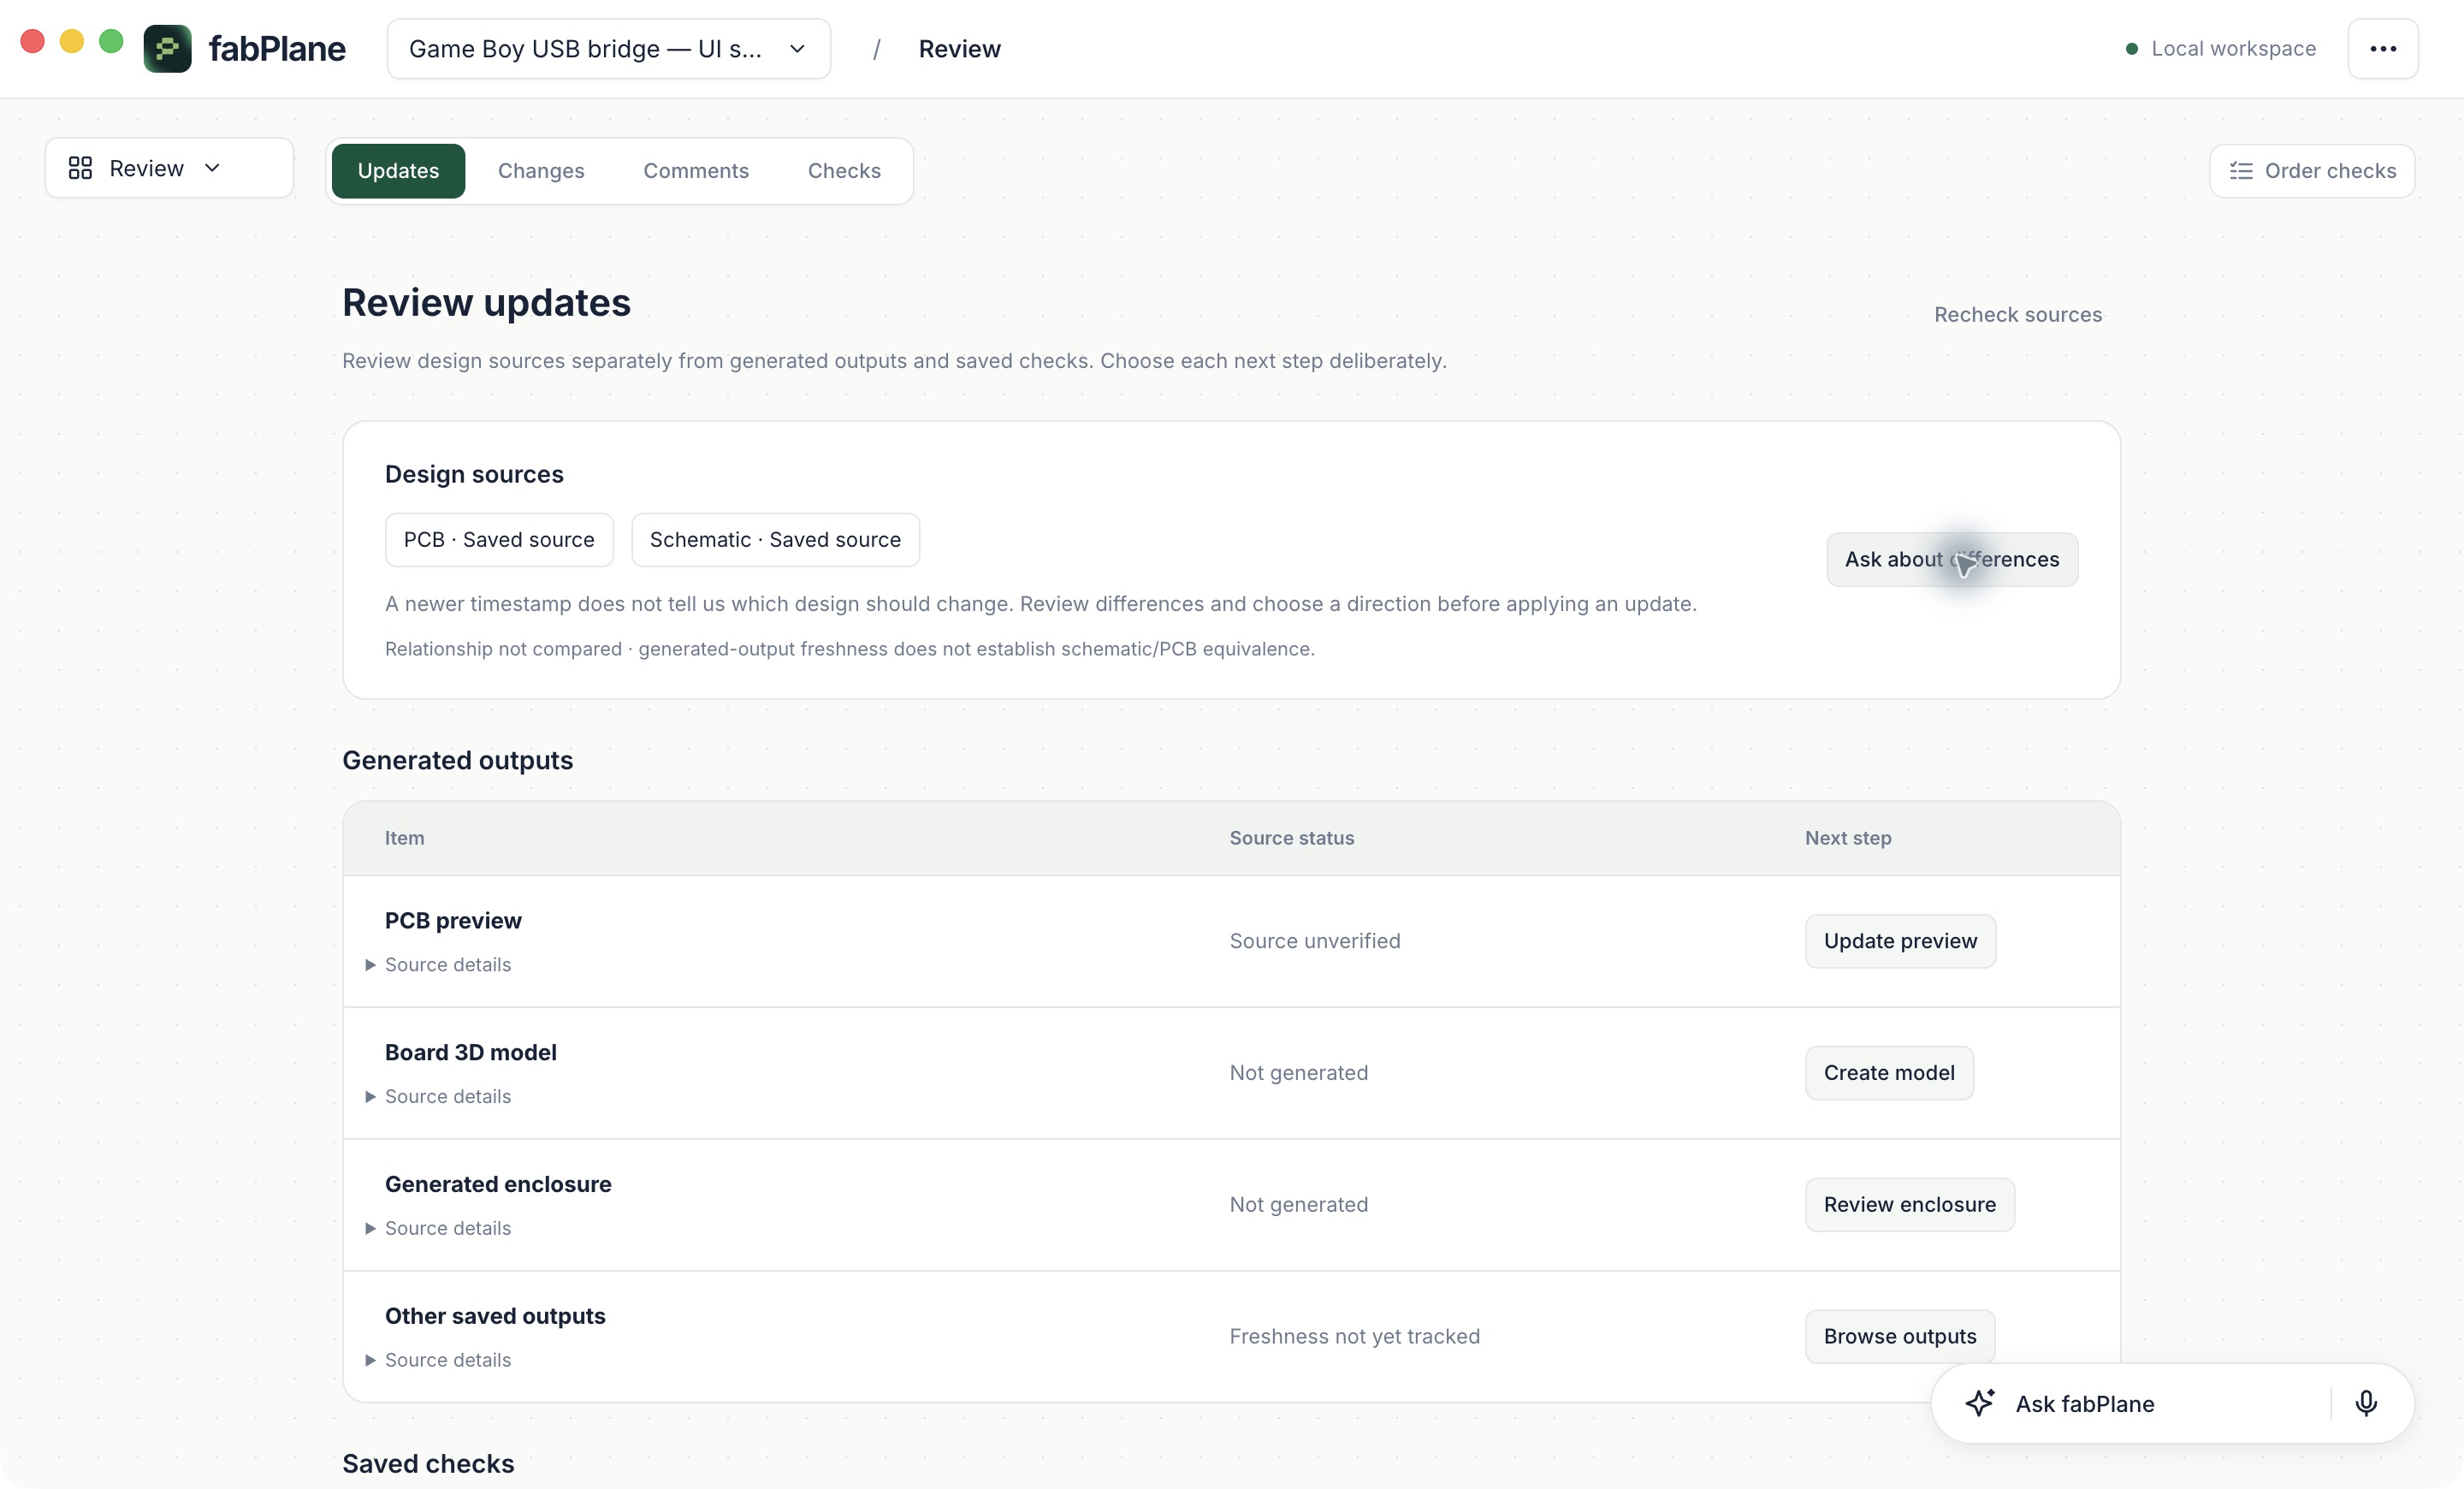 fabPlane
Game Boy USB bridge — UI s...
/
Review
Local workspace
Review
Updates
Changes
Comments
Checks
Order checks
Review updates
Recheck sources
Review design sources separately from generated outputs and saved checks. Choose each next step deliberately.
Design sources
PCB · Saved source
Schematic · Saved source
Ask about differences
A newer timestamp does not tell us which design should change. Review differences and choose a direction before applying an update.
Relationship not compared · generated-output freshness does not establish schematic/PCB equivalence.
Generated outputs
Item
Source status
Next step
PCB preview
Source details
Source unverified
Update preview
Board 3D model
Source details
Not generated
Create model
Generated enclosure
Source details
Not generated
Review enclosure
Other saved outputs
Source details
Freshness not yet tracked
Browse outputs
Ask fabPlane
Saved checks